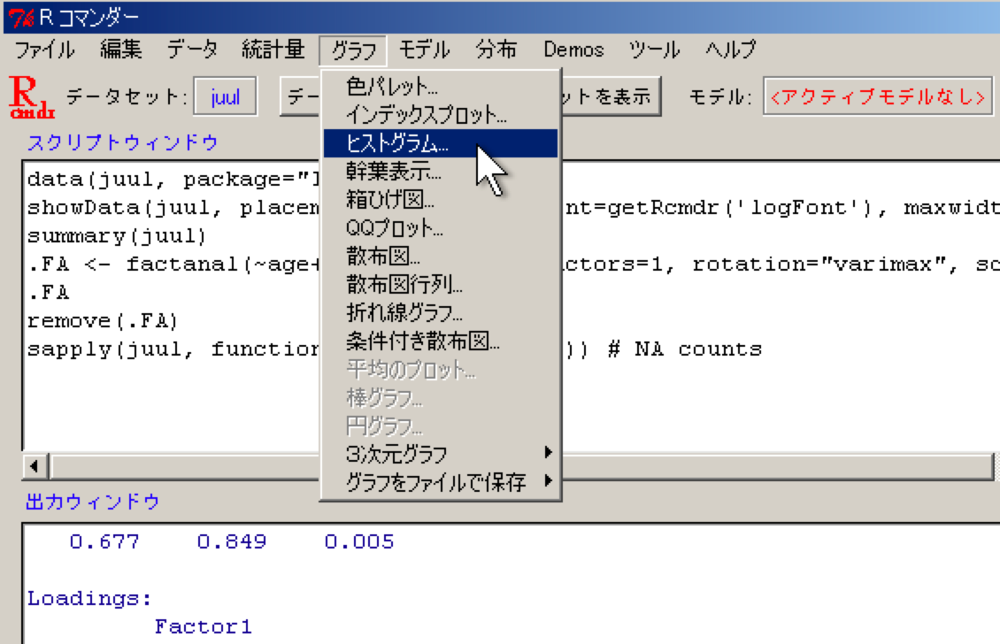 R コマンダー
ファイル 編集 データ 統計量 グラフ モデル 分布 Demos ツール ヘルプ
R cmdr データセット: juul デー ットを表示 モデル: <アクティブモデルなし>
色パレット...
インデックスプロット...
ヒストグラム...
幹葉表示...
箱ひげ図...
QQプロット...
散布図...
散布図行列...
折れ線グラフ...
条件付き散布図...
平均のプロット...
棒グラフ...
円グラフ...
3次元グラフ
グラフをファイルで保存
スクリプトウィンドウ
data(juul, package="I
showData(juul, placem nt=getRcmdr('logFont'), maxwidt
summary(juul)
.FA <- factanal(~age+ ctors=1, rotation="varimax", sc
.FA
remove(.FA)
sapply(juul, function )) # NA counts
出力ウィンドウ
0.677 0.849 0.005
Loadings:
Factor1